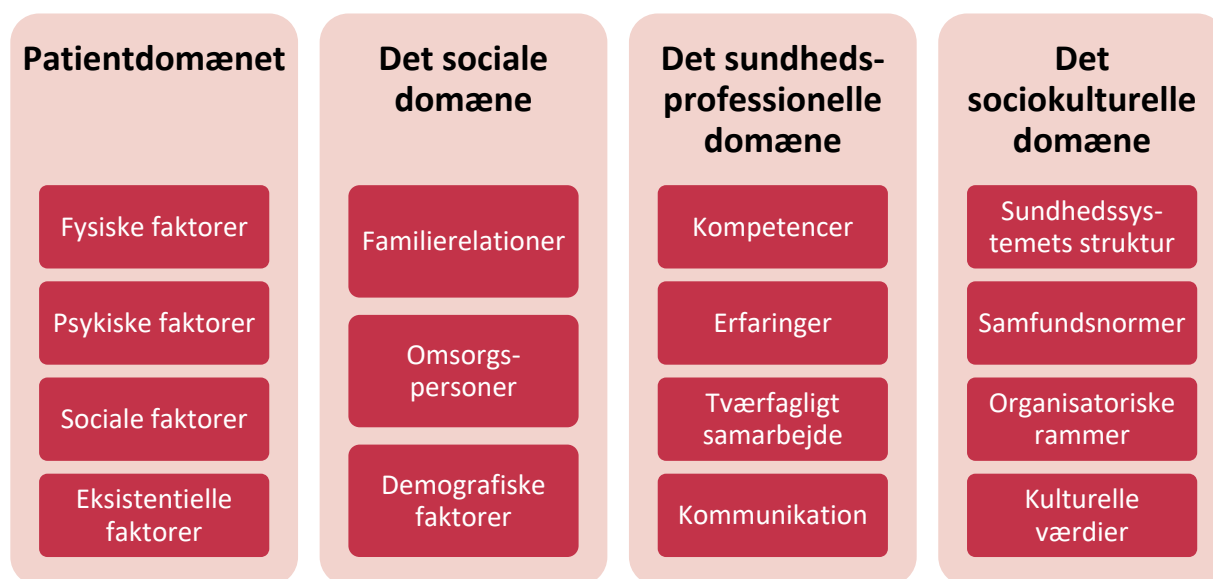 Patientdomænet
Fysiske faktorer
Psykiske faktorer
Sociale faktorer
Eksistentielle
faktorer
Det sociale
domæne
Familierelationer
Omsorgs-
personer
Demografiske
faktorer
Det sundheds-
professionelle
domæne
Kompetencer
Erfaringer
Tværfagligt
samarbejde
Kommunikation
Det
sociokulturelle
domæne
Sundhedssys-
temets struktur
Samfundsnormer
Organisatoriske
rammer
Kulturelle
værdier